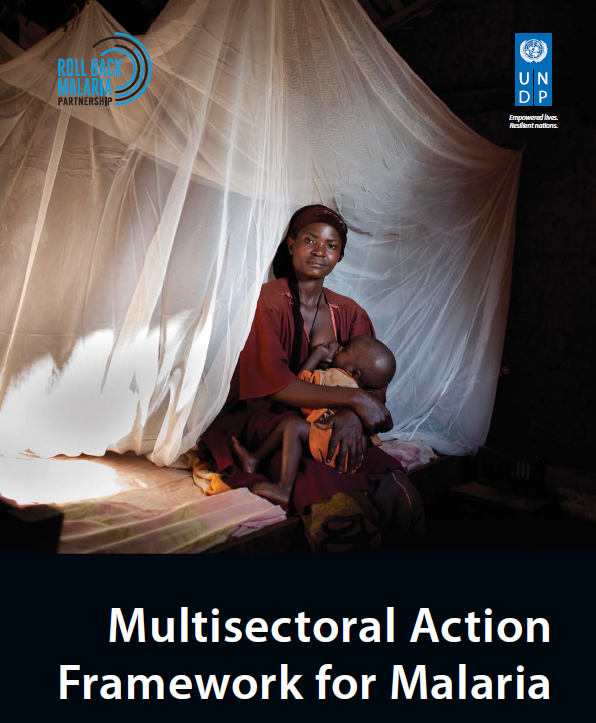 ROLL BACK
MALARIA
PARTNERSHIP
U N
D P
Empowered lives.
Resilient nations.
Multisectoral Action
Framework for Malaria